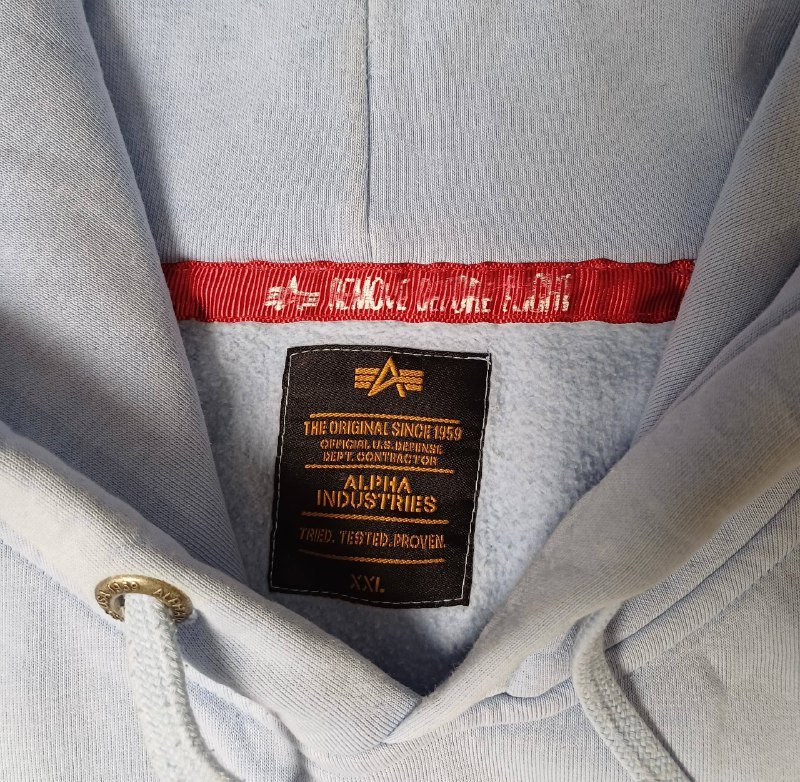 REMOVE BEFORE FLIGHT
THE ORIGINAL SINCE 1959
OFFICIAL U.S. DEFENSE
DEPT. CONTRACTOR
ALPHA
INDUSTRIES
TRIED. TESTED. PROVEN.
XXL